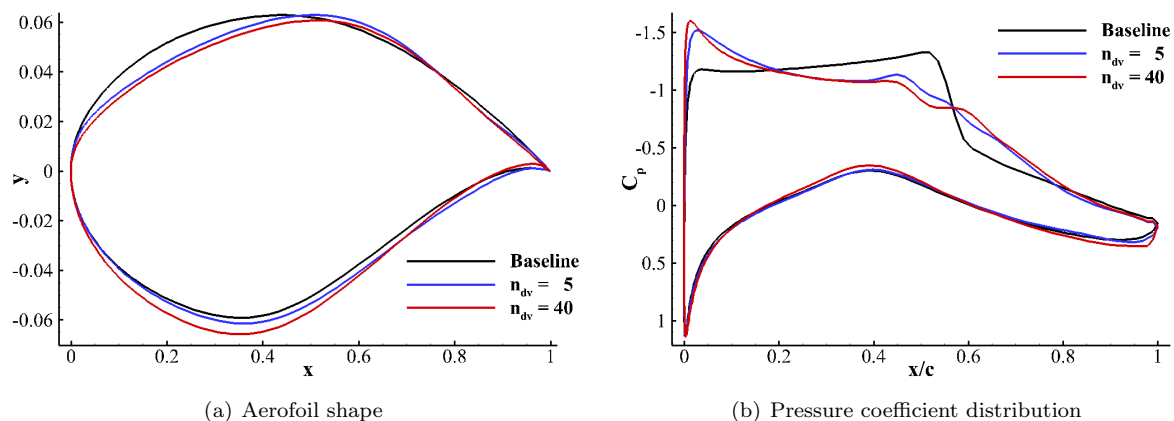 0.06
0.04
0.02
0
-0.02
-0.04
-0.06
y
0 0.2 0.4 0.6 0.8 1
x
Baseline
n_dv = 5
n_dv = 40
(a) Aerofoil shape
-1.5
-1
-0.5
0
0.5
1
C_p
0 0.2 0.4 0.6 0.8 1
x/c
Baseline
n_dv = 5
n_dv = 40
(b) Pressure coefficient distribution